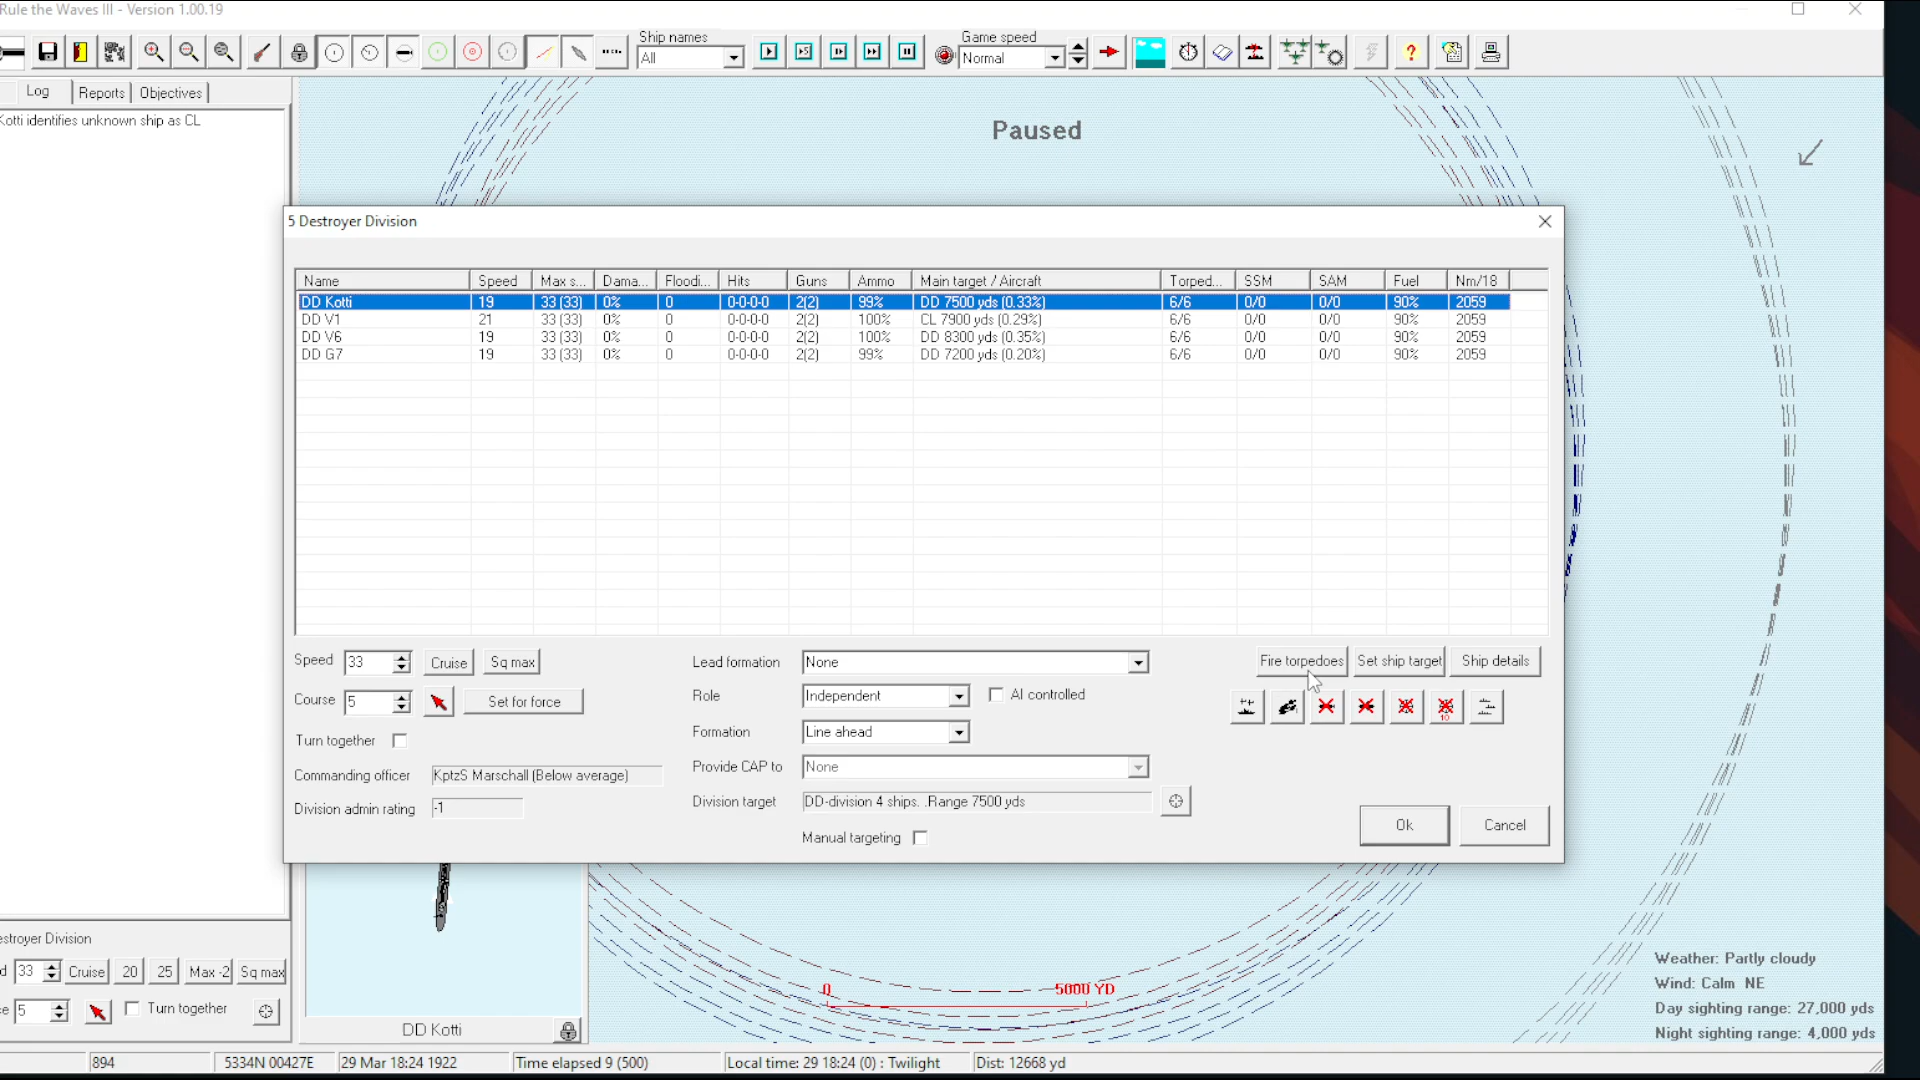 Rule the Waves III - Version 1.00.19
Ship names
All
Game speed
Normal
Log
Reports
Objectives
Kotti identifies unknown ship as CL
Paused
5 Destroyer Division
Name Speed Max s... Dama... Floodi... Hits Guns Ammo Main target / Aircraft Torped... SSM SAM Fuel Nm/18
DD Kotti 19 33 (33) 0% 0 0-0-0-0 2(2) 99% DD 7500 yds (0.33%) 6/6 0/0 0/0 90% 2059
DD V1 21 33 (33) 0% 0 0-0-0-0 2(2) 100% CL 7900 yds (0.29%) 6/6 0/0 0/0 90% 2059
DD V6 19 33 (33) 0% 0 0-0-0-0 2(2) 100% DD 8300 yds (0.35%) 6/6 0/0 0/0 90% 2059
DD G7 19 33 (33) 0% 0 0-0-0-0 2(2) 99% DD 7200 yds (0.20%) 6/6 0/0 0/0 90% 2059
Speed 33 Cruise Sq max
Course 5 Set for force
Turn together
Commanding officer KptzS Marschall (Below average)
Division admin rating -1
Lead formation None
Role Independent AI controlled
Formation Line ahead
Provide CAP to None
Division target DD-division 4 ships. .Range 7500 yds
Manual targeting
Fire torpedoes Set ship target Ship details
10
Ok Cancel
estroyer Division
d 33 Cruise 20 25 Max -2 Sq max
e 5 Turn together
DD Kotti
0 5000 YD
Weather: Partly cloudy
Wind: Calm NE
Day sighting range: 27,000 yds
Night sighting range: 4,000 yds
894 5334N 00427E 29 Mar 18:24 1922 Time elapsed 9 (500) Local time: 29 18:24 (0) : Twilight Dist: 12668 yd